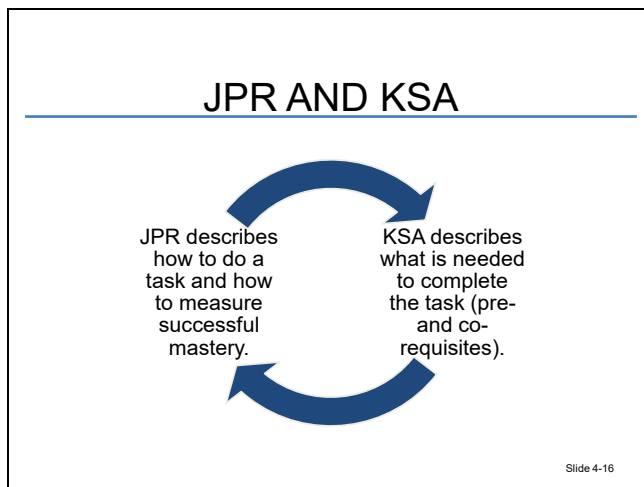 JPR AND KSA
JPR describes
how to do a
task and how
to measure
successful
mastery.
KSA describes
what is needed
to complete
the task (pre-
and co-
requisites).
Slide 4-16